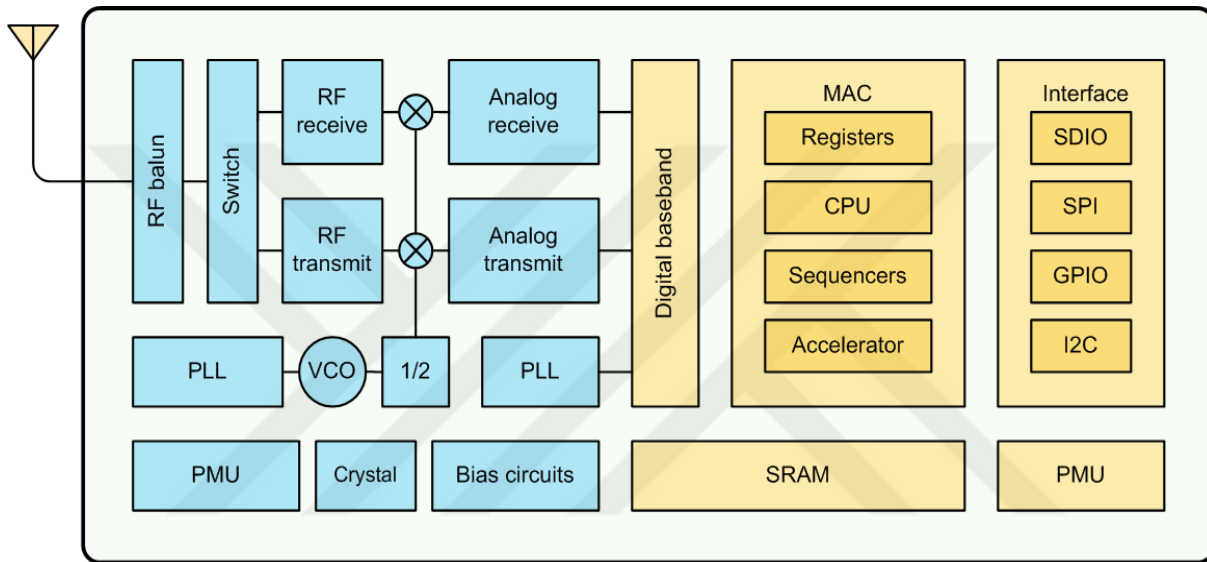 RF balun
Switch
RF
receive
Analog
receive
RF
transmit
Analog
transmit
PLL
VCO
1/2
PLL
Digital baseband
MAC
Registers
CPU
Sequencers
Accelerator
Interface
SDIO
SPI
GPIO
I2C
PMU
Crystal
Bias circuits
SRAM
PMU